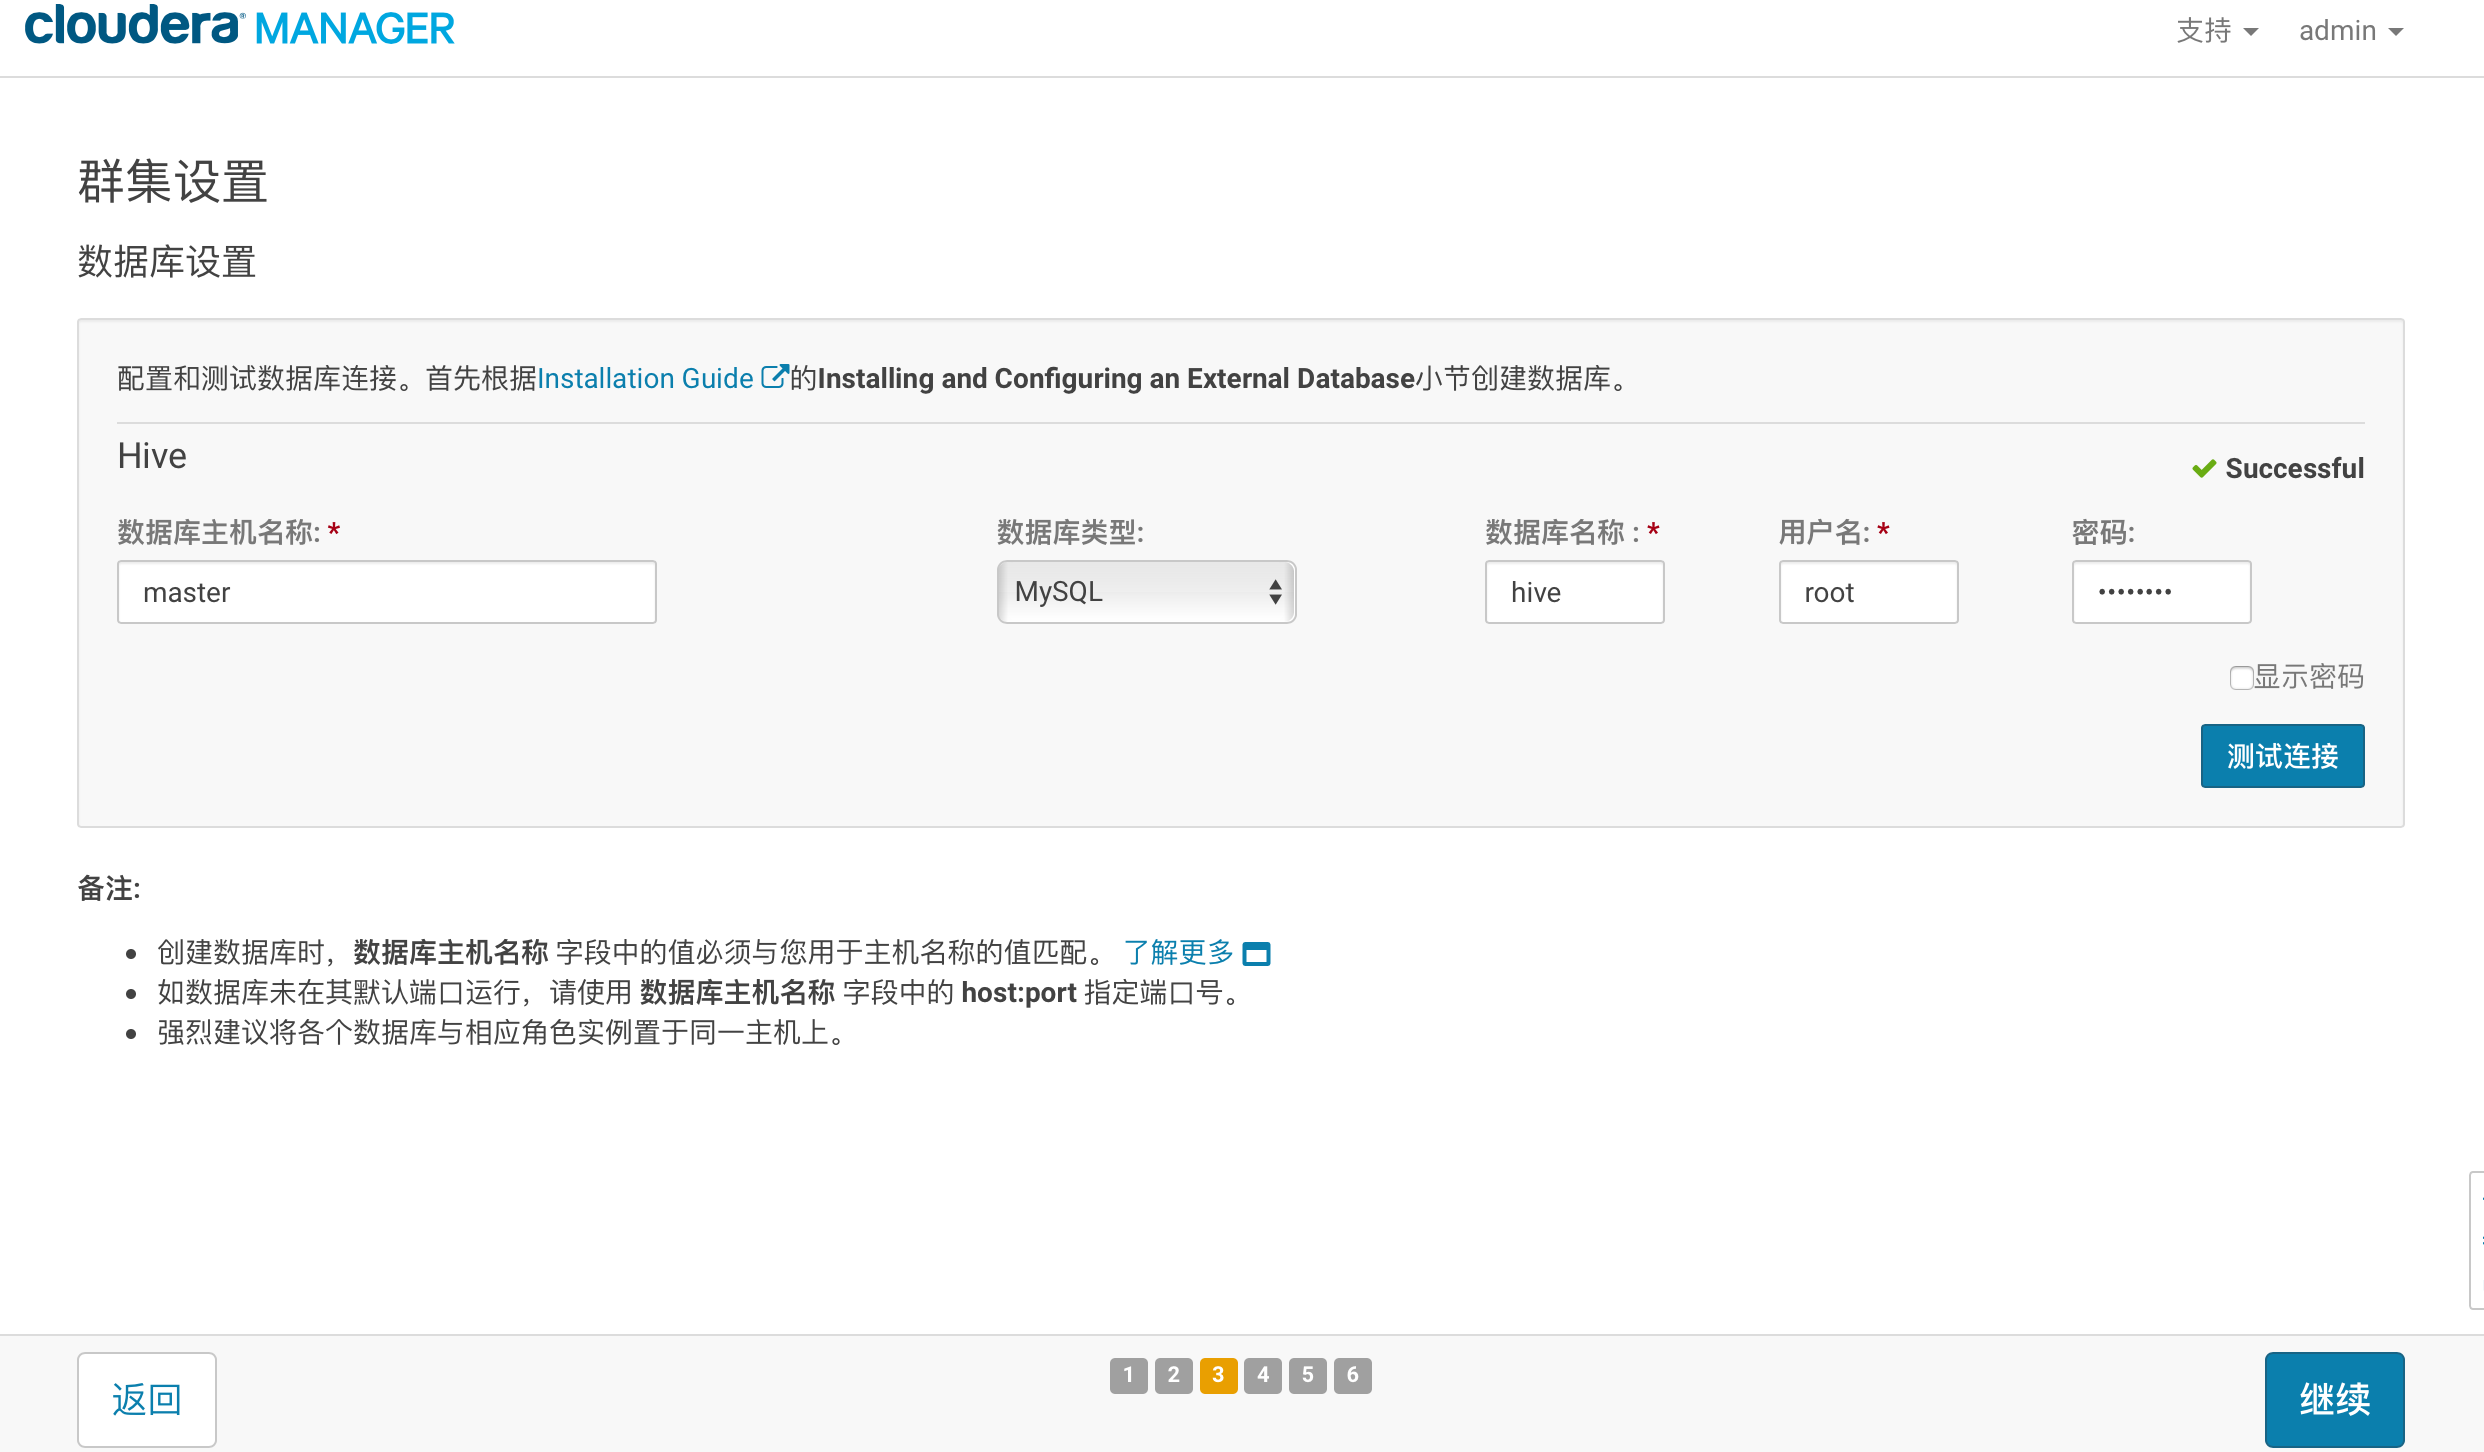 cloudera MANAGER
支持 admin
群集设置
数据库设置
配置和测试数据库连接。首先根据Installation Guide 的Installing and Configuring an External Database小节创建数据库。
Hive
Successful
数据库主机名称: * 数据库类型: 数据库名称 : * 用户名: * 密码:
master MySQL hive root ••••••••
显示密码
测试连接
备注:
• 创建数据库时，数据库主机名称 字段中的值必须与您用于主机名称的值匹配。 了解更多
• 如数据库未在其默认端口运行，请使用 数据库主机名称 字段中的 host:port 指定端口号。
• 强烈建议将各个数据库与相应角色实例置于同一主机上。
返回 1 2 3 4 5 6 继续